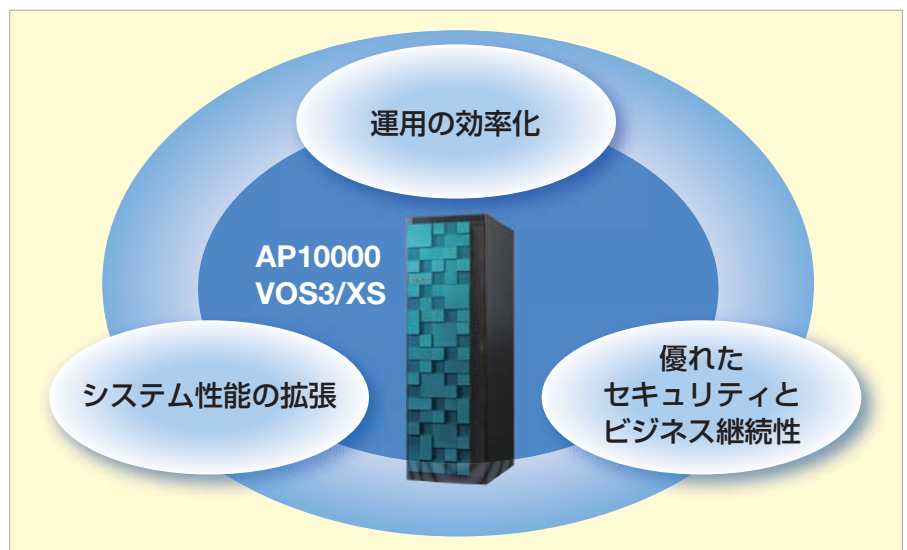 運用の効率化
AP10000
VOS3/XS
システム性能の拡張
優れた
セキュリティと
ビジネス継続性